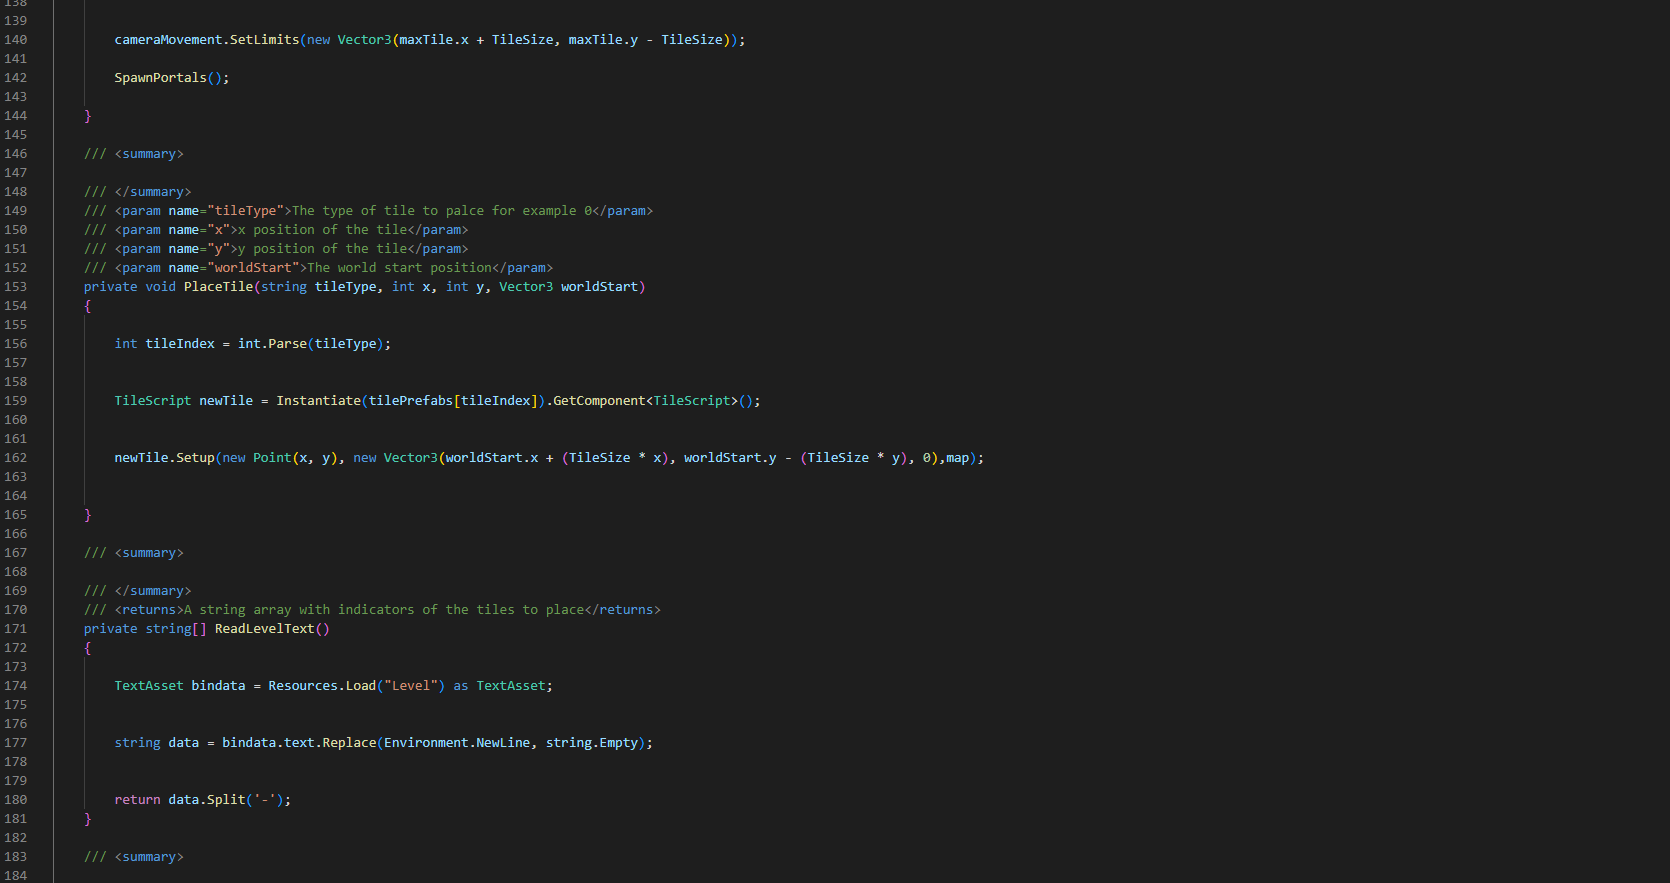 138
139
140 cameraMovement.SetLimits(new Vector3(maxTile.x + TileSize, maxTile.y - TileSize));
141
142 SpawnPortals();
143
144 }
145
146 /// <summary>
147
148 /// </summary>
149 /// <param name="tileType">The type of tile to palce for example 0</param>
150 /// <param name="x">x position of the tile</param>
151 /// <param name="y">y position of the tile</param>
152 /// <param name="worldStart">The world start position</param>
153 private void PlaceTile(string tileType, int x, int y, Vector3 worldStart)
154 {
155
156 int tileIndex = int.Parse(tileType);
157
158
159 TileScript newTile = Instantiate(tilePrefabs[tileIndex]).GetComponent<TileScript>();
160
161
162 newTile.Setup(new Point(x, y), new Vector3(worldStart.x + (TileSize * x), worldStart.y - (TileSize * y), 0),map);
163
164
165 }
166
167 /// <summary>
168
169 /// </summary>
170 /// <returns>A string array with indicators of the tiles to place</returns>
171 private string[] ReadLevelText()
172 {
173
174 TextAsset bindata = Resources.Load("Level") as TextAsset;
175
176
177 string data = bindata.text.Replace(Environment.NewLine, string.Empty);
178
179
180 return data.Split('-');
181 }
182
183 /// <summary>
184